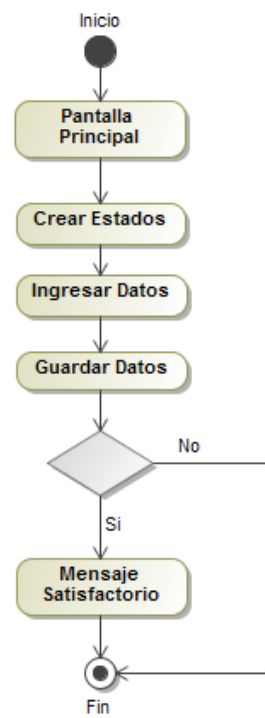 Inicio
Pantalla
Principal
Crear Estados
Ingresar Datos
Guardar Datos
No
Si
Mensaje
Satisfactorio
Fin